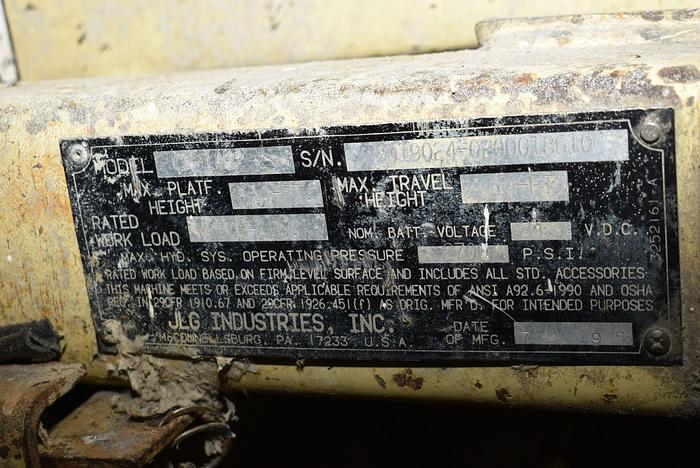 MODEL S/N.
MAX. PLATF. HEIGHT MAX. TRAVEL HEIGHT
RATED WORK LOAD NOM. BATT. VOLTAGE V.D.C.
MAX. HYD. SYS. OPERATING PRESSURE P.S.I.
RATED WORK LOAD BASED ON FIRM, LEVEL SURFACE AND INCLUDES ALL STD. ACCESSORIES
THIS MACHINE MEETS OR EXCEEDS APPLICABLE REQUIREMENTS OF ANSI A92.6-1990 AND OSHA
REG. IN 29CFR 1910.67 AND 29CFR 1926.451(f) AS ORIG. MFR'D. FOR INTENDED PURPOSES
JLG INDUSTRIES, INC.
McCONNELLSBURG, PA. 17233 U.S.A.
DATE OF MFG. 7
3252161-A